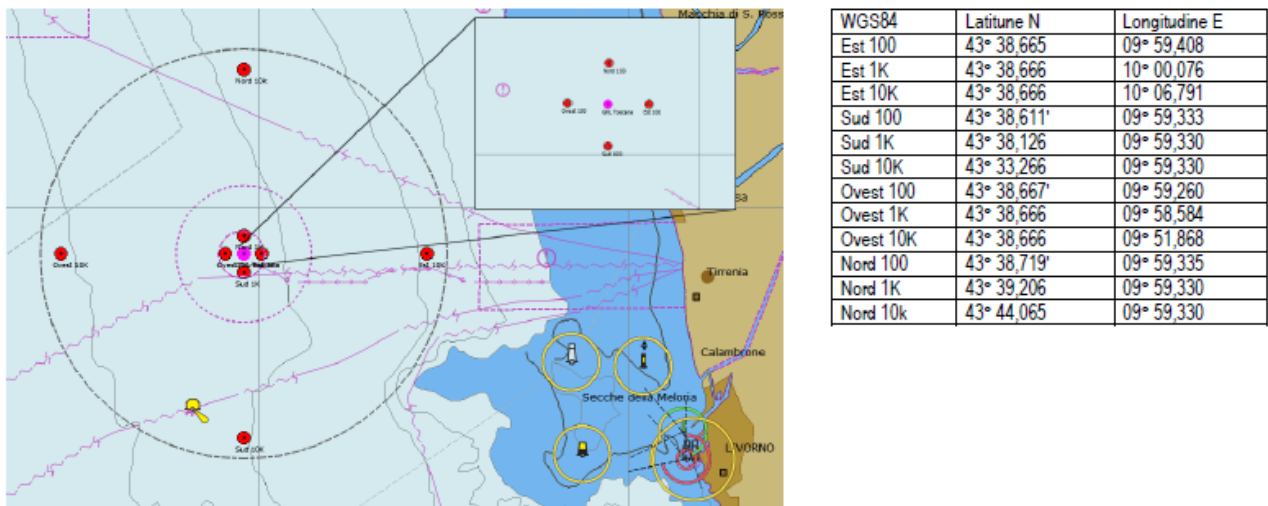 Macchia di S. Ross
Nord 10K
Nord 100
Ovest 100
GNL Toscana
Est 100
Sud 100
Ovest 10K
Sud 1K
Tirrenia
Calambrone
Secche della Meloria
LIVORNO
Sud 10K
WGS84 Latitune N Longitudine E
Est 100 43° 38,665 09° 59,408
Est 1K 43° 38,666 10° 00,076
Est 10K 43° 38,666 10° 06,791
Sud 100 43° 38,611' 09° 59,333
Sud 1K 43° 38,126 09° 59,330
Sud 10K 43° 33,266 09° 59,330
Ovest 100 43° 38,667' 09° 59,260
Ovest 1K 43° 38,666 09° 58,584
Ovest 10K 43° 38,666 09° 51,868
Nord 100 43° 38,719' 09° 59,335
Nord 1K 43° 39,206 09° 59,330
Nord 10k 43° 44,065 09° 59,330